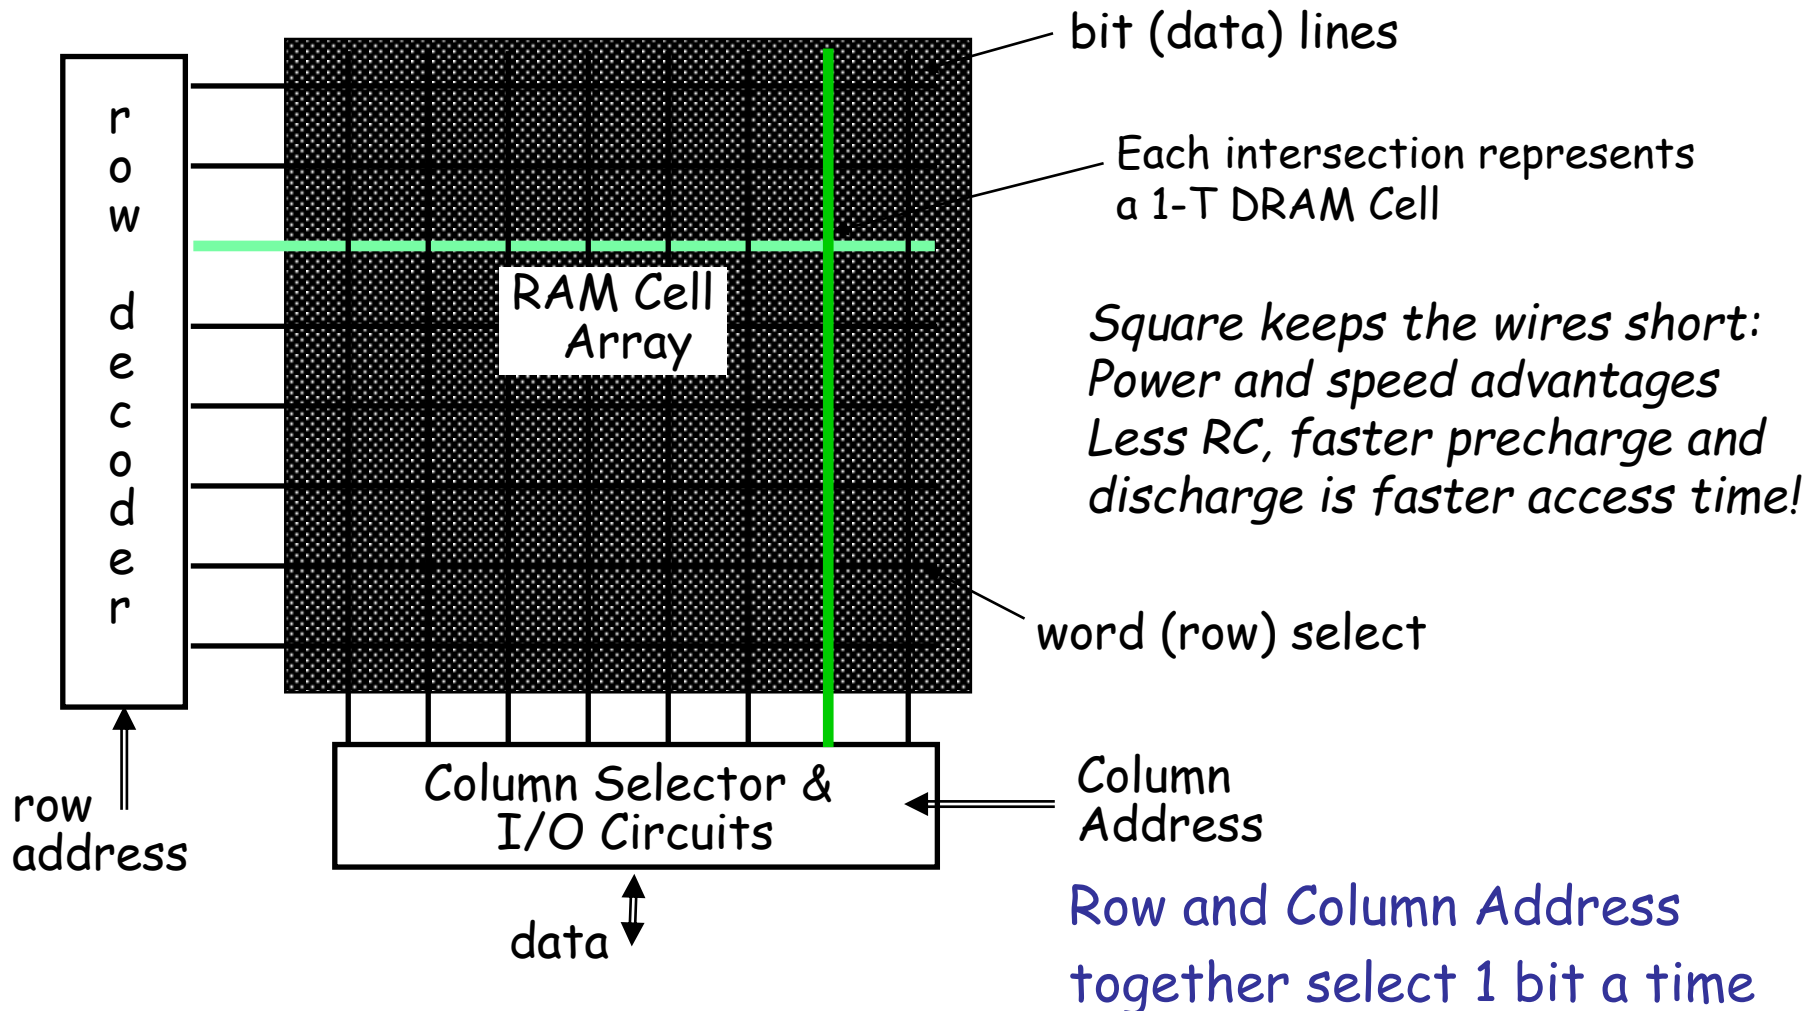 bit (data) lines
row decoder
Each intersection represents
a 1-T DRAM Cell
RAM Cell
Array
Square keeps the wires short:
Power and speed advantages
Less RC, faster precharge and
discharge is faster access time!
word (row) select
Column Selector &
I/O Circuits
Column
Address
row
address
data
Row and Column Address
together select 1 bit a time